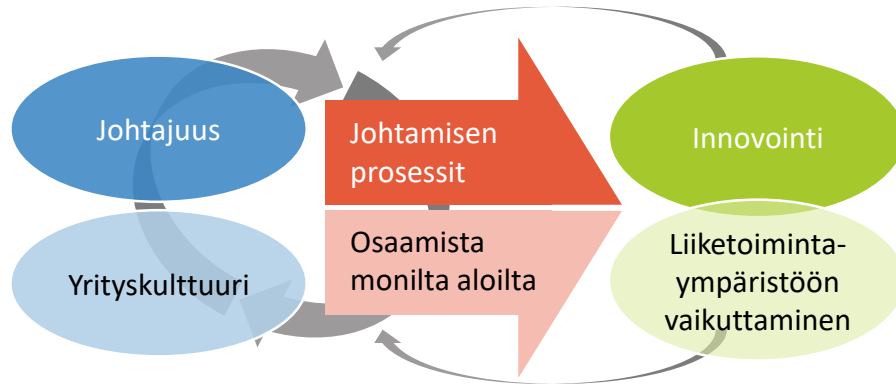 Johtajuus
Yrityskulttuuri
Johtamisen
prosessit
Osaamista
monilta aloilta
Innovointi
Liiketoiminta-
ympäristöön
vaikuttaminen